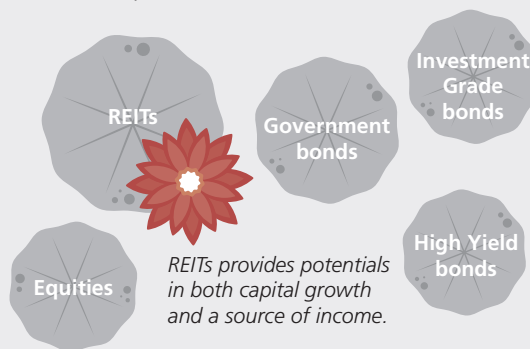 REITs
Government
bonds
Investment
Grade
bonds
Equities
REITs provides potentials
in both capital growth
and a source of income.
High Yield
bonds